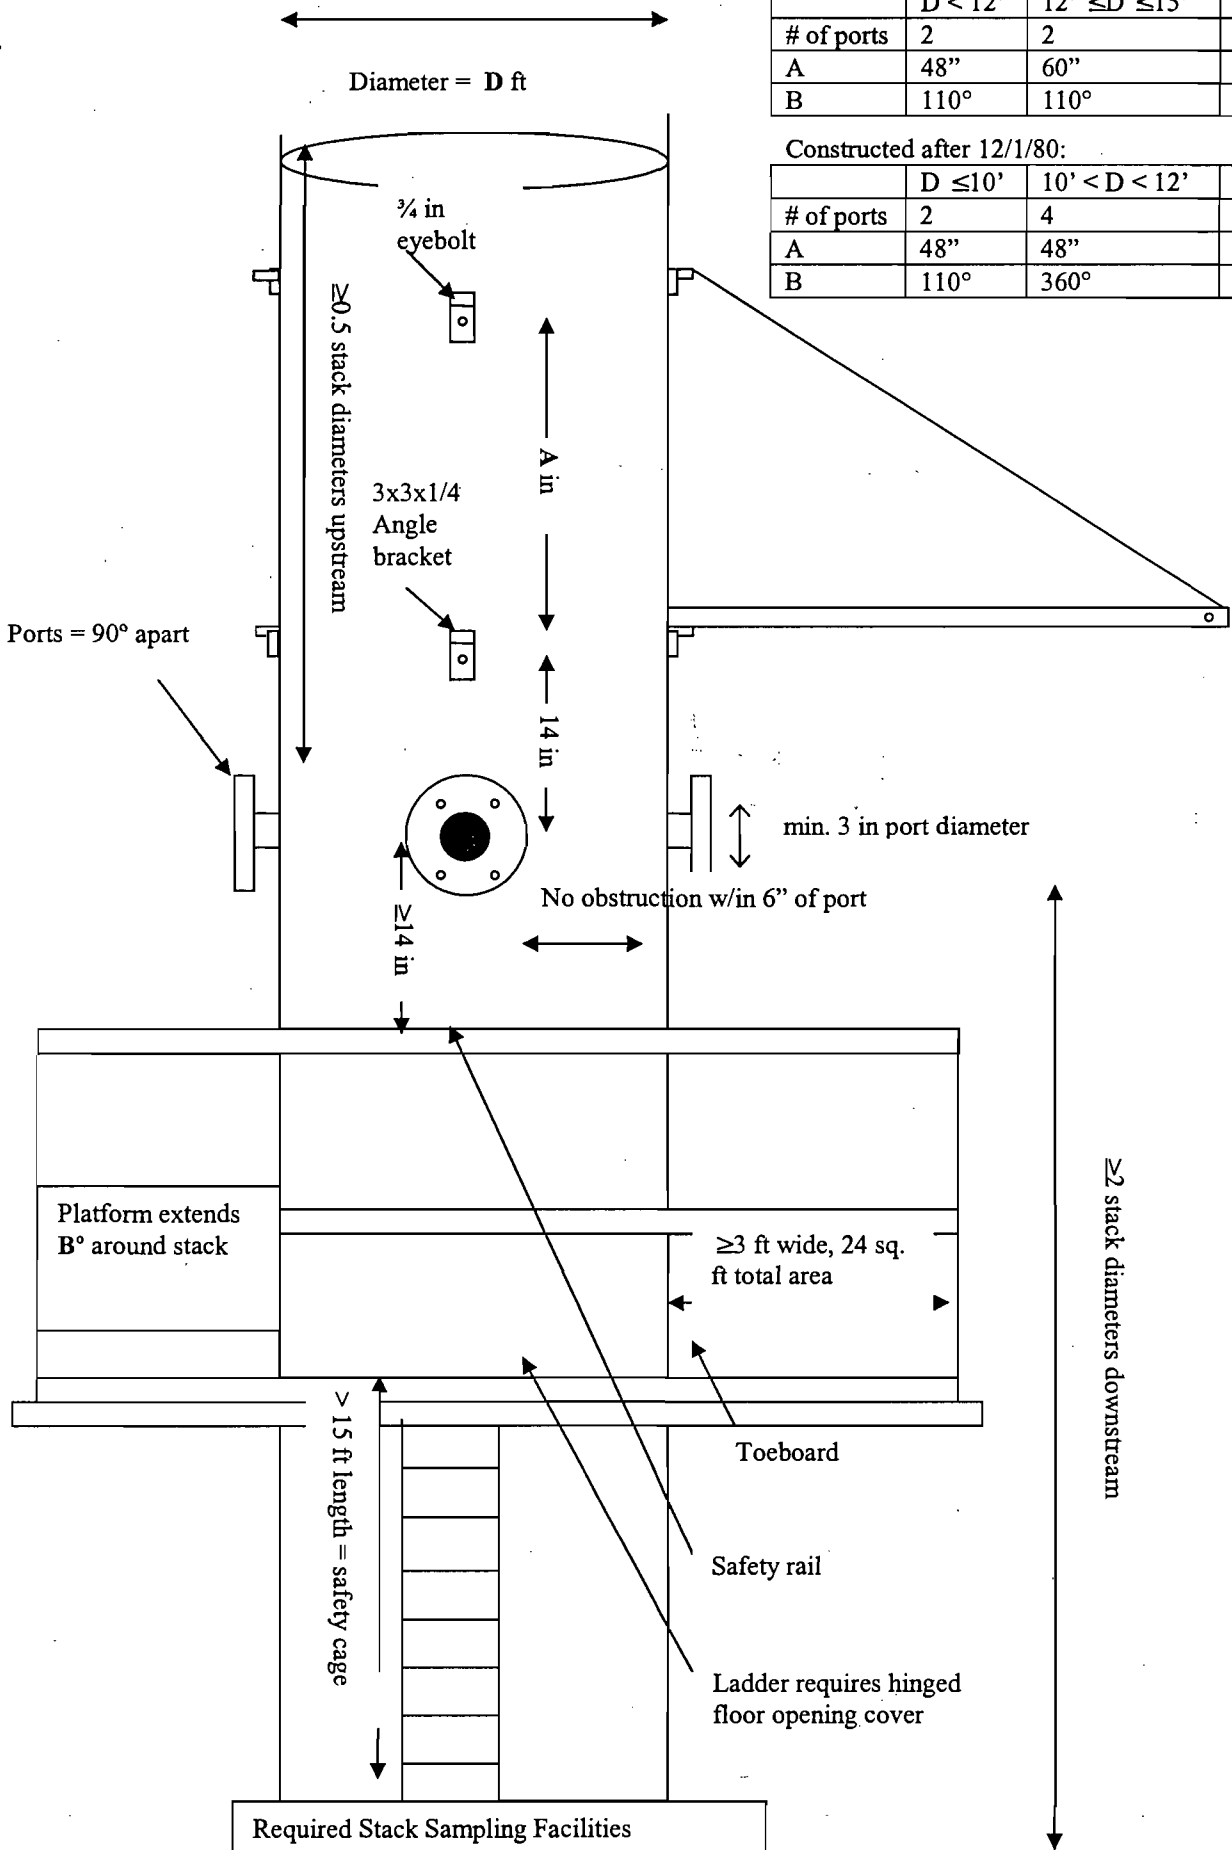 D < 12' 12' ≤D ≤15
# of ports 2 2
A 48” 60”
B 110° 110°
Diameter = D ft
Constructed after 12/1/80:
D ≤10’ 10’ < D < 12’
# of ports 2 4
A 48” 48”
B 110° 360°
¾ in
eyebolt
≥0.5 stack diameters upstream
A in
3x3x1/4
Angle
bracket
Ports = 90° apart
14 in
min. 3 in port diameter
No obstruction w/in 6” of port
≥14 in
Platform extends
B° around stack
≥3 ft wide, 24 sq.
ft total area
≥2 stack diameters downstream
> 15 ft length = safety cage
Toeboard
Safety rail
Ladder requires hinged
floor opening cover
Required Stack Sampling Facilities